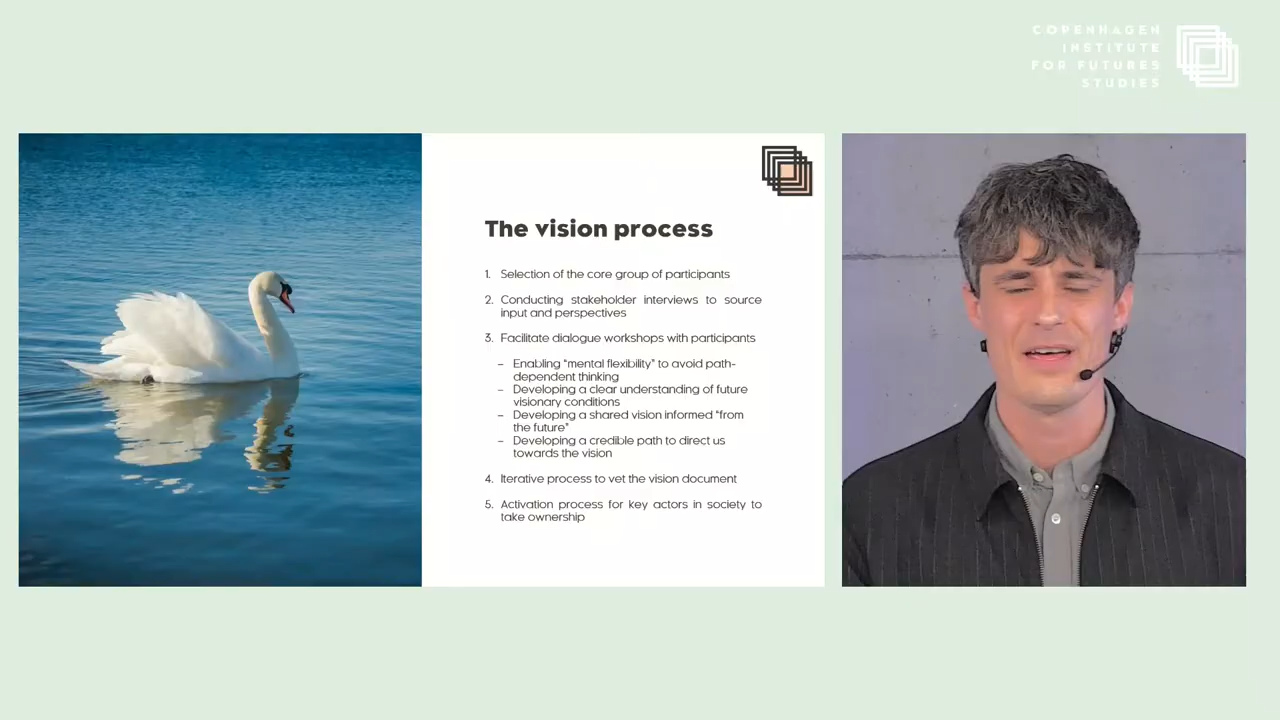 COPENHAGEN
INSTITUTE
FOR FUTURES
STUDIES
The vision process
1. Selection of the core group of participants
2. Conducting stakeholder interviews to source
input and perspectives
3. Facilitate dialogue workshops with participants
– Enabling "mental flexibility" to avoid path-
dependent thinking
– Developing a clear understanding of future
visionary conditions
– Developing a shared vision informed "from
the future"
– Developing a credible path to direct us
towards the vision
4. Iterative process to vet the vision document
5. Activation process for key actors in society to
take ownership